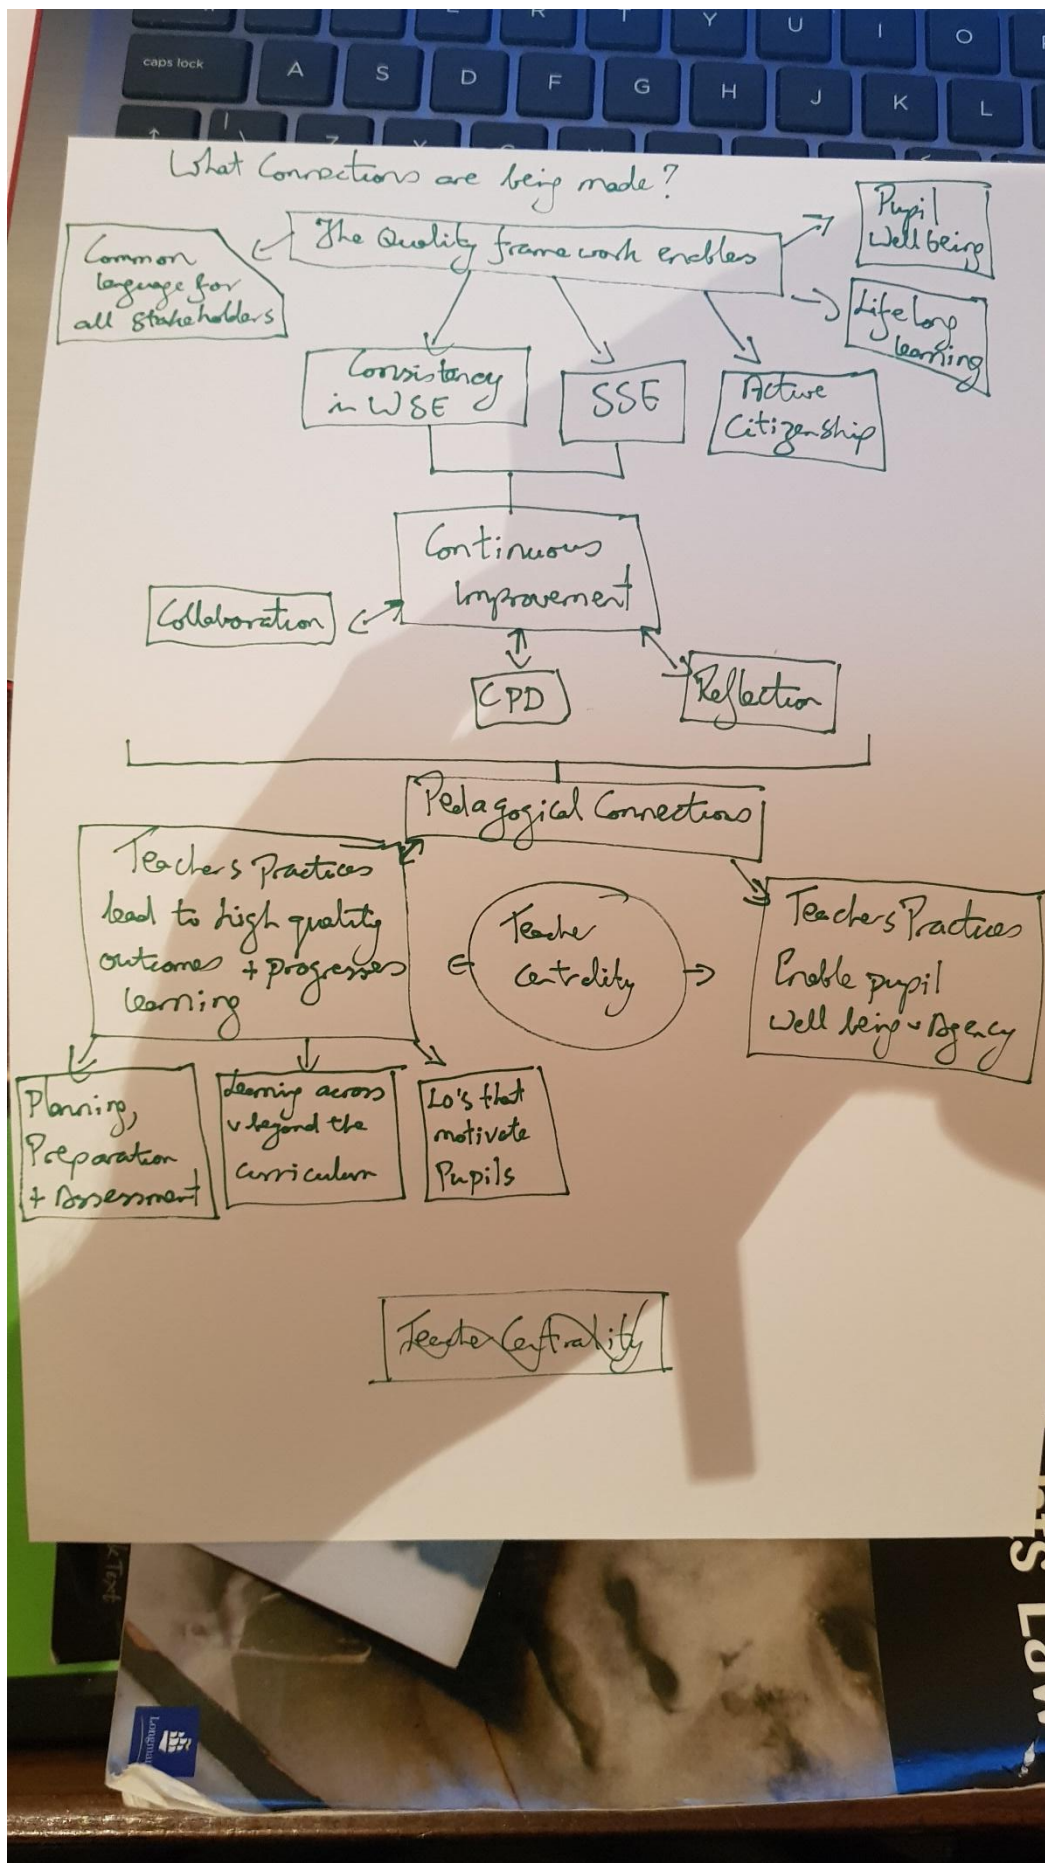 R T Y U I O
caps lock A S D F G H J K L
What Connections are being made?
The Quality framework enables
Pupil
Well being
Common
language for
all Stakeholders
Lifelong
learning
Consistency
in WSE
SSE
Active
Citizenship
Continuous
Improvement
Collaboration
CPD
Reflection
Pedagogical Connections
Teachers Practices
lead to high quality
outcomes + progresses
learning
Teacher
Centrality
Teachers Practices
Enable pupil
Well being & Agency
Planning,
Preparation
+ Assessment
Learning across
& beyond the
curriculum
LO's that
motivate
Pupils
Teacher Centrality
Longman